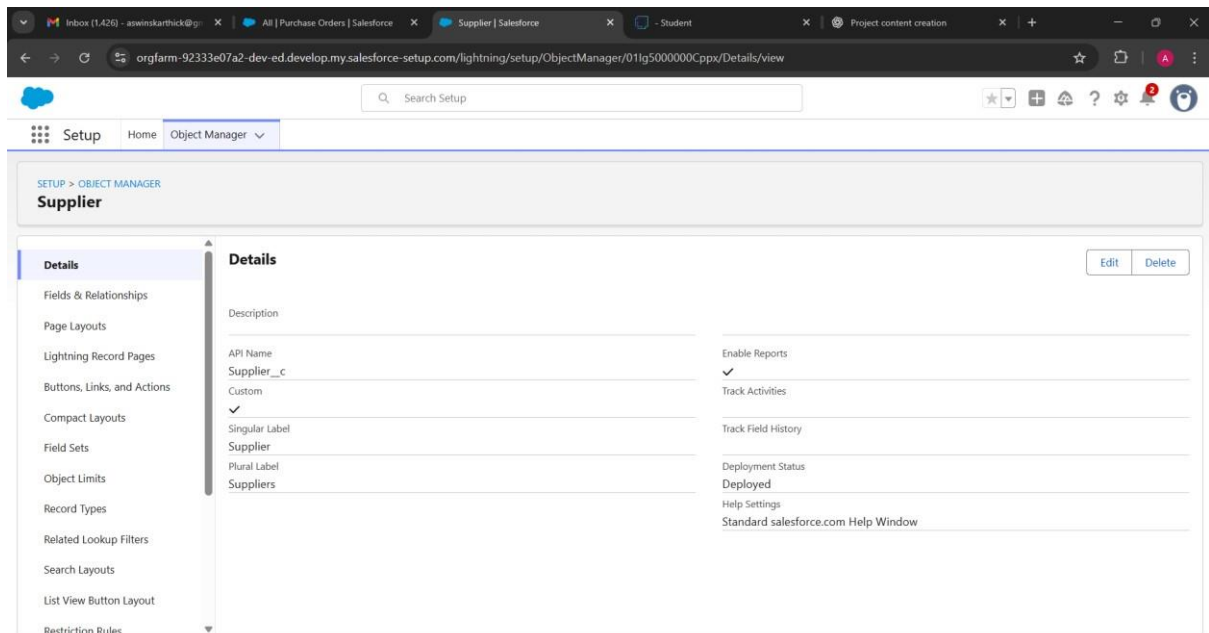 Inbox (1,426) - aswinskarthick@gr
All | Purchase Orders | Salesforce
Supplier | Salesforce
- Student
Project content creation
orgfarm-92333e07a2-dev-ed.develop.my.salesforce-setup.com/lightning/setup/ObjectManager/01Ig5000000Cppx/Details/view
A
Search Setup
2
Setup
Home
Object Manager
SETUP > OBJECT MANAGER
Supplier
Details
Fields & Relationships
Page Layouts
Lightning Record Pages
Buttons, Links, and Actions
Compact Layouts
Field Sets
Object Limits
Record Types
Related Lookup Filters
Search Layouts
List View Button Layout
Restriction Rules
Details
Edit
Delete
Description
API Name
Supplier__c
Custom
Singular Label
Supplier
Plural Label
Suppliers
Enable Reports
Track Activities
Track Field History
Deployment Status
Deployed
Help Settings
Standard salesforce.com Help Window